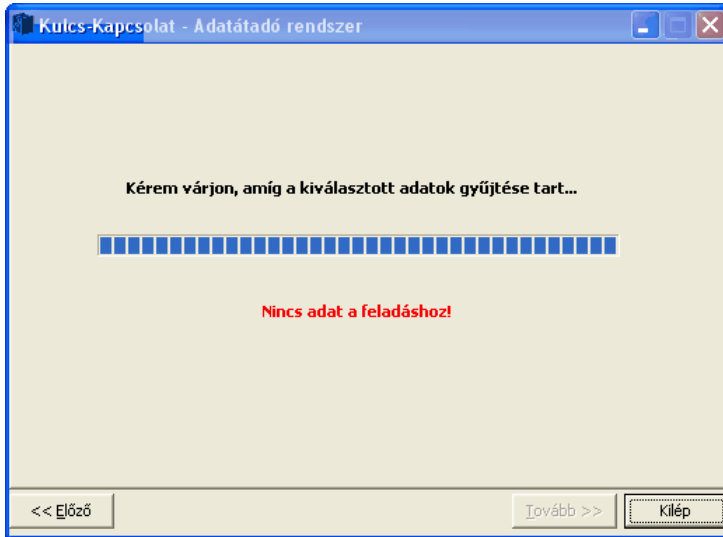 Kulcs-Kapcsolat - Adatátadó rendszer
Kérem várjon, amíg a kiválasztott adatok gyűjtése tart...
Nincs adat a feladáshoz!
<< Előző
Tovább >>
Kilép